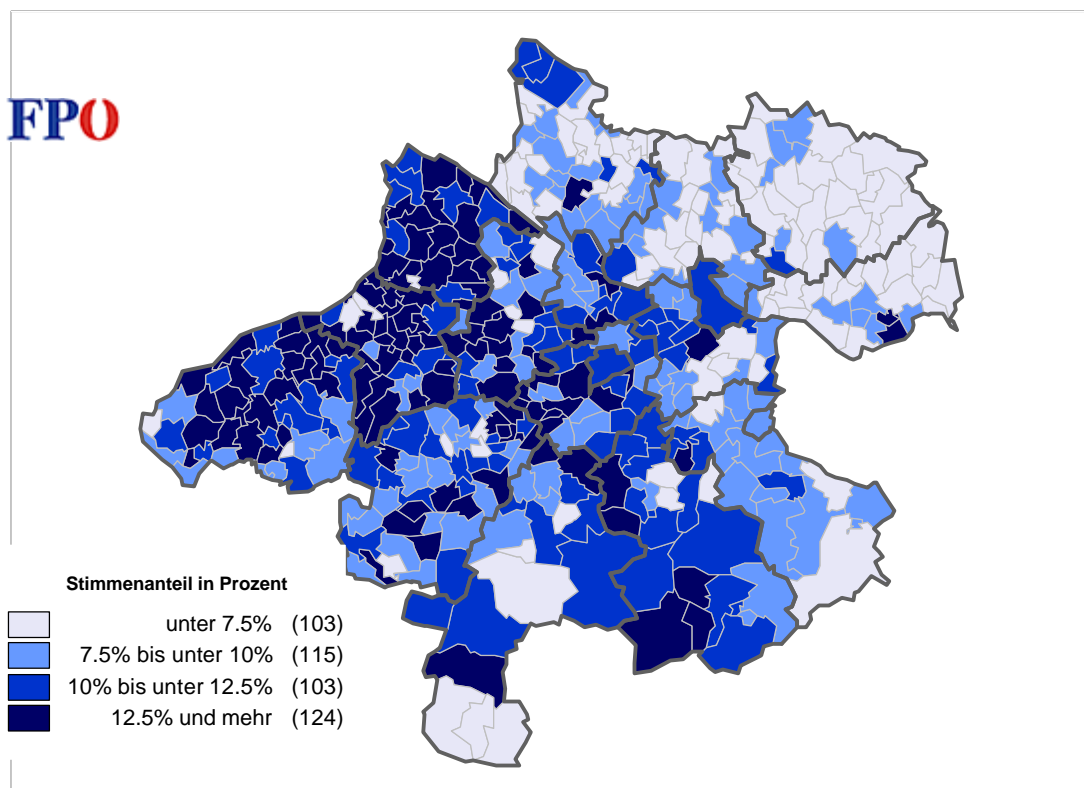 FPÖ
Stimmenanteil in Prozent
unter 7.5% (103)
7.5% bis unter 10% (115)
10% bis unter 12.5% (103)
12.5% und mehr (124)